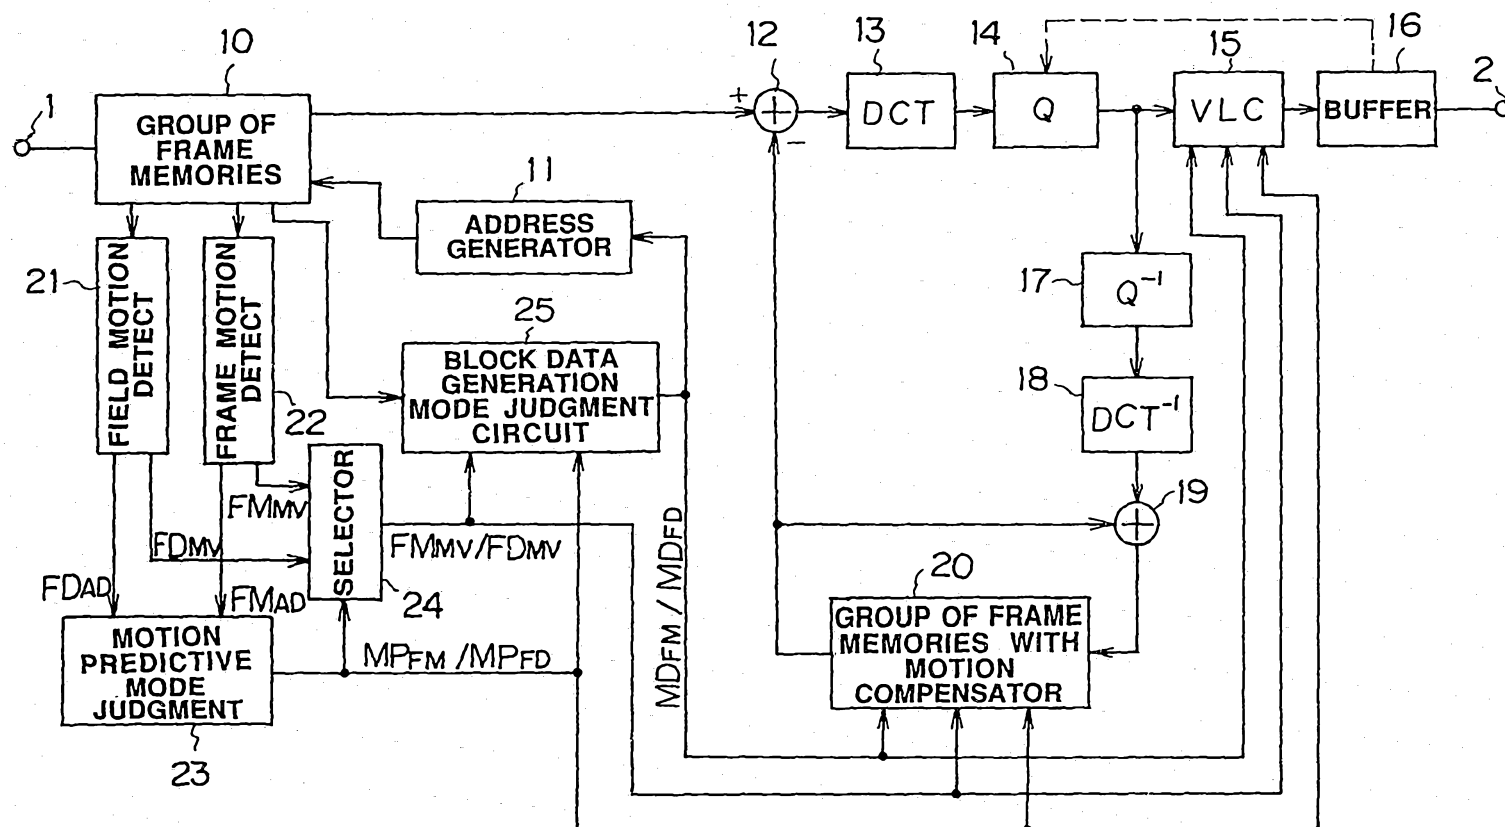 10
12
13
14
15
16
2
1
GROUP OF
FRAME
MEMORIES
+
−
DCT
Q
VLC
BUFFER
11
ADDRESS
GENERATOR
21
FIELD MOTION
DETECT
FRAME MOTION
DETECT
22
17
Q⁻¹
25
BLOCK DATA
GENERATION
MODE JUDGMENT
CIRCUIT
18
DCT⁻¹
SELECTOR
24
19
FMMV
FDMV
FMMV/FDMV
FDAD
FMAD
MDFM / MDFD
20
GROUP OF FRAME
MEMORIES WITH
MOTION
COMPENSATOR
MOTION
PREDICTIVE
MODE
JUDGMENT
MPFM /MPFD
23